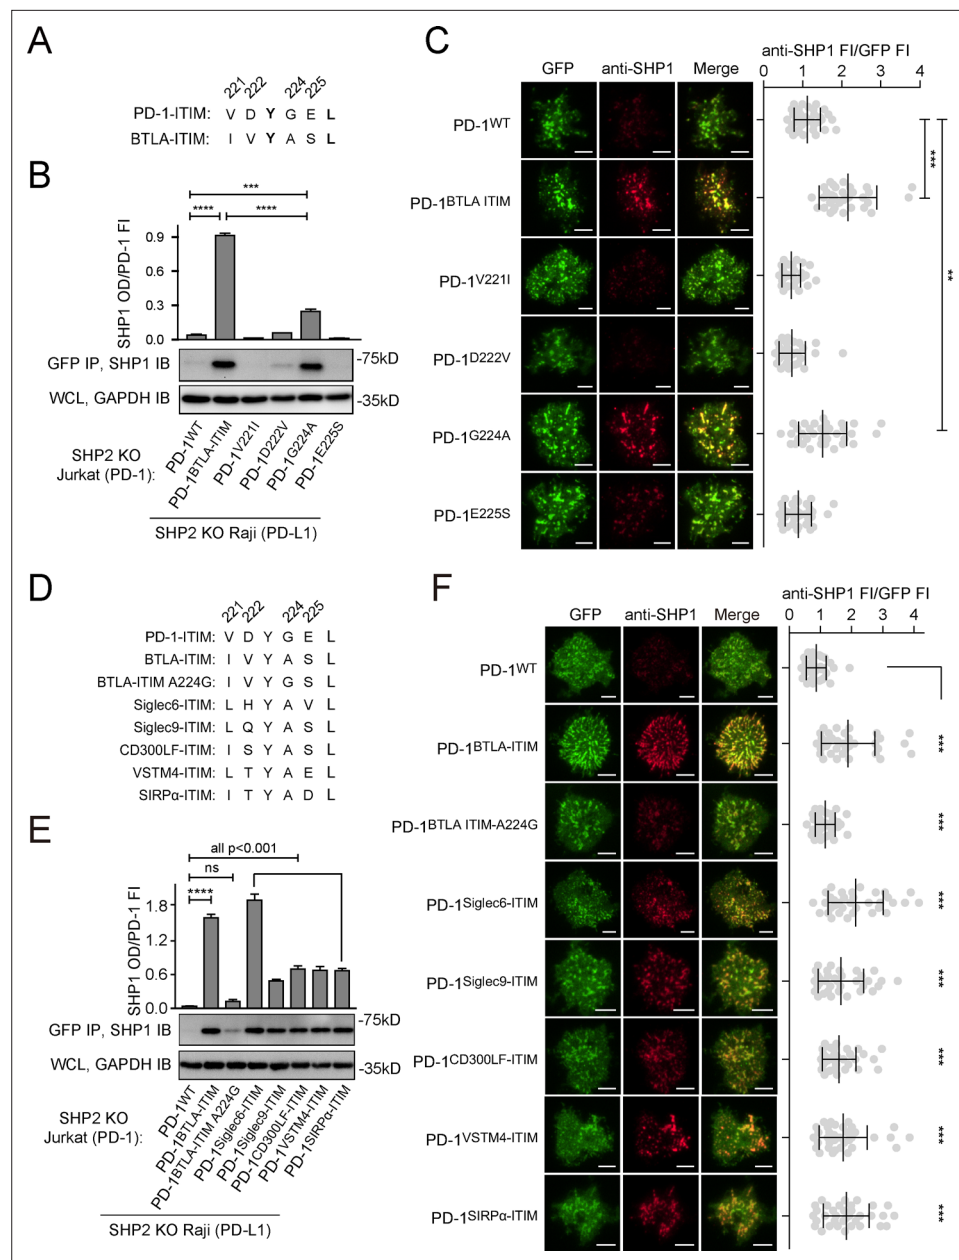 A
221 222 224 225
PD-1-ITIM: V D Y G E L
BTLA-ITIM: I V Y A S L
B
***
**** ****
SHP1 OD/PD-1 FI
0.9
0.6
0.3
0.0
GFP IP, SHP1 IB
-75kD
WCL, GAPDH IB
-35kD
SHP2 KO
Jurkat (PD-1):
PD-1WT
PD-1BTLA-ITIM
PD-1V221I
PD-1D222V
PD-1G224A
PD-1E225S
SHP2 KO Raji (PD-L1)
C
anti-SHP1 FI/GFP FI
GFP anti-SHP1 Merge
0 1 2 3 4
PD-1WT
PD-1BTLA ITIM
PD-1V221I
PD-1D222V
PD-1G224A
PD-1E225S
***
**
D
221 222 224 225
PD-1-ITIM: V D Y G E L
BTLA-ITIM: I V Y A S L
BTLA-ITIM A224G: I V Y G S L
Siglec6-ITIM: L H Y A V L
Siglec9-ITIM: L Q Y A S L
CD300LF-ITIM: I S Y A S L
VSTM4-ITIM: L T Y A E L
SIRPα-ITIM: I T Y A D L
E
all p<0.001
ns
****
SHP1 OD/PD-1 FI
1.8
1.2
0.6
0.0
GFP IP, SHP1 IB
-75kD
WCL, GAPDH IB
-35kD
SHP2 KO
Jurkat (PD-1):
PD-1WT
PD-1BTLA-ITIM
PD-1BTLA-ITIM A224G
PD-1Siglec6-ITIM
PD-1Siglec9-ITIM
PD-1CD300LF-ITIM
PD-1VSTM4-ITIM
PD-1SIRPα-ITIM
SHP2 KO Raji (PD-L1)
F
anti-SHP1 FI/GFP FI
GFP anti-SHP1 Merge
0 1 2 3 4
PD-1WT
PD-1BTLA-ITIM
***
PD-1BTLA ITIM-A224G
***
PD-1Siglec6-ITIM
***
PD-1Siglec9-ITIM
***
PD-1CD300LF-ITIM
***
PD-1VSTM4-ITIM
***
PD-1SIRPα-ITIM
***